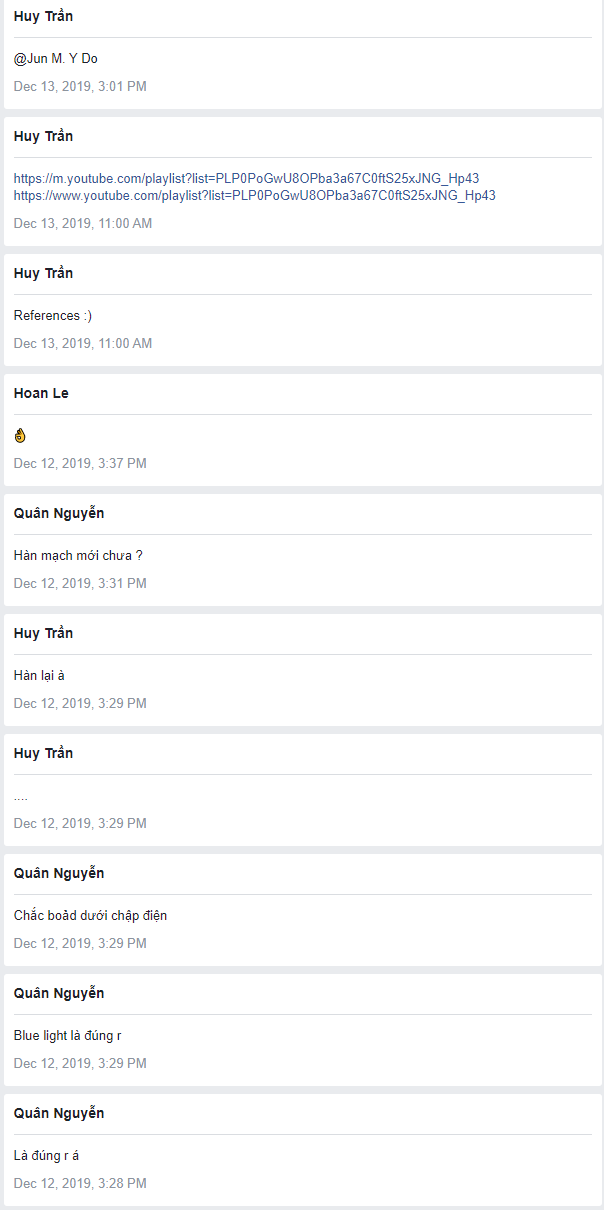 Huy Trần
@Jun M. Y Do
Dec 13, 2019, 3:01 PM
Huy Trần
https://m.youtube.com/playlist?list=PLP0PoGwU8OPba3a67C0ftS25xJNG_Hp43
https://www.youtube.com/playlist?list=PLP0PoGwU8OPba3a67C0ftS25xJNG_Hp43
Dec 13, 2019, 11:00 AM
Huy Trần
References :)
Dec 13, 2019, 11:00 AM
Hoan Le
👌
Dec 12, 2019, 3:37 PM
Quân Nguyễn
Hàn mạch mới chưa ?
Dec 12, 2019, 3:31 PM
Huy Trần
Hàn lại à
Dec 12, 2019, 3:29 PM
Huy Trần
....
Dec 12, 2019, 3:29 PM
Quân Nguyễn
Chắc boảd dưới chập điện
Dec 12, 2019, 3:29 PM
Quân Nguyễn
Blue light là đúng r
Dec 12, 2019, 3:29 PM
Quân Nguyễn
Là đúng r á
Dec 12, 2019, 3:28 PM